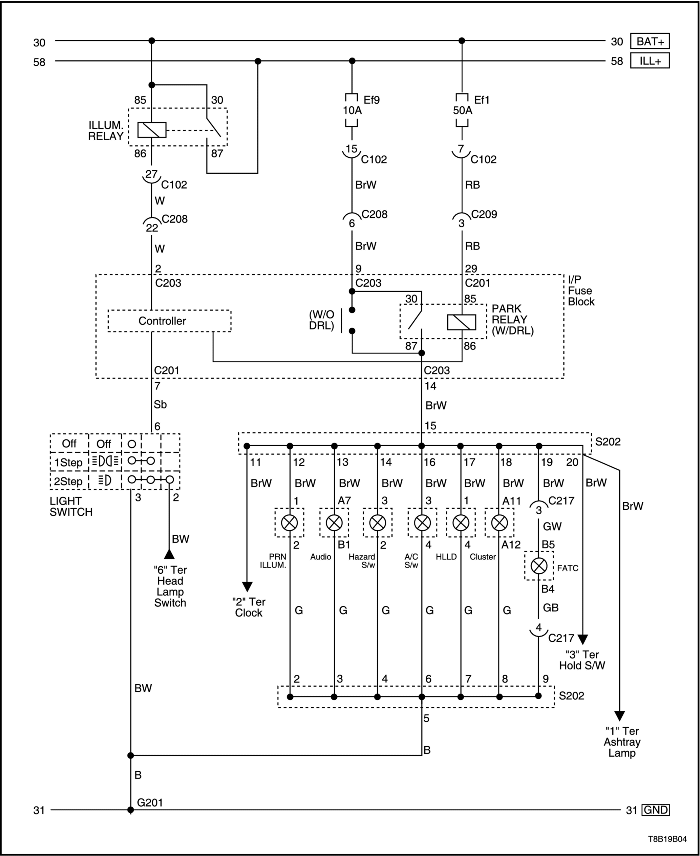 30 30 BAT+
58 58 ILL+
85 30 Ef9 Ef1
10A 50A
ILLUM.
RELAY
86 87 15 C102 7 C102
27 C102
W BrW RB
C208 C208 C209
22 6 3
W BrW RB
2 9 29
C203 C203 C201 I/P
Fuse
Block
30 85
(W/O
DRL)
PARK
RELAY
(W/DRL)
Controller
87 86
C201 C203
7 14
Sb BrW
6 15
Off Off
1Step
2Step
S202
11 12 13 14 16 17 18 19 20
LIGHT
SWITCH
3 2
BrW BrW BrW BrW BrW BrW BrW BrW BrW BrW
1 A7 3 3 1 A11 3 C217
GW
BW
2 B1 2 4 4 A12 B5
PRN
ILLUM.
Audio
Hazard
S/w
A/C
S/w
HLLD
Cluster
FATC
B4
"6" Ter
Head
Lamp
Switch
"2" Ter
Clock
G G G G G G GB
4 C217
"3" Ter
Hold S/W
2 3 4 6 7 8 9
BW
S202
5
"1" Ter
Ashtray
Lamp
B
B
G201
31 31 GND
T8B19B04